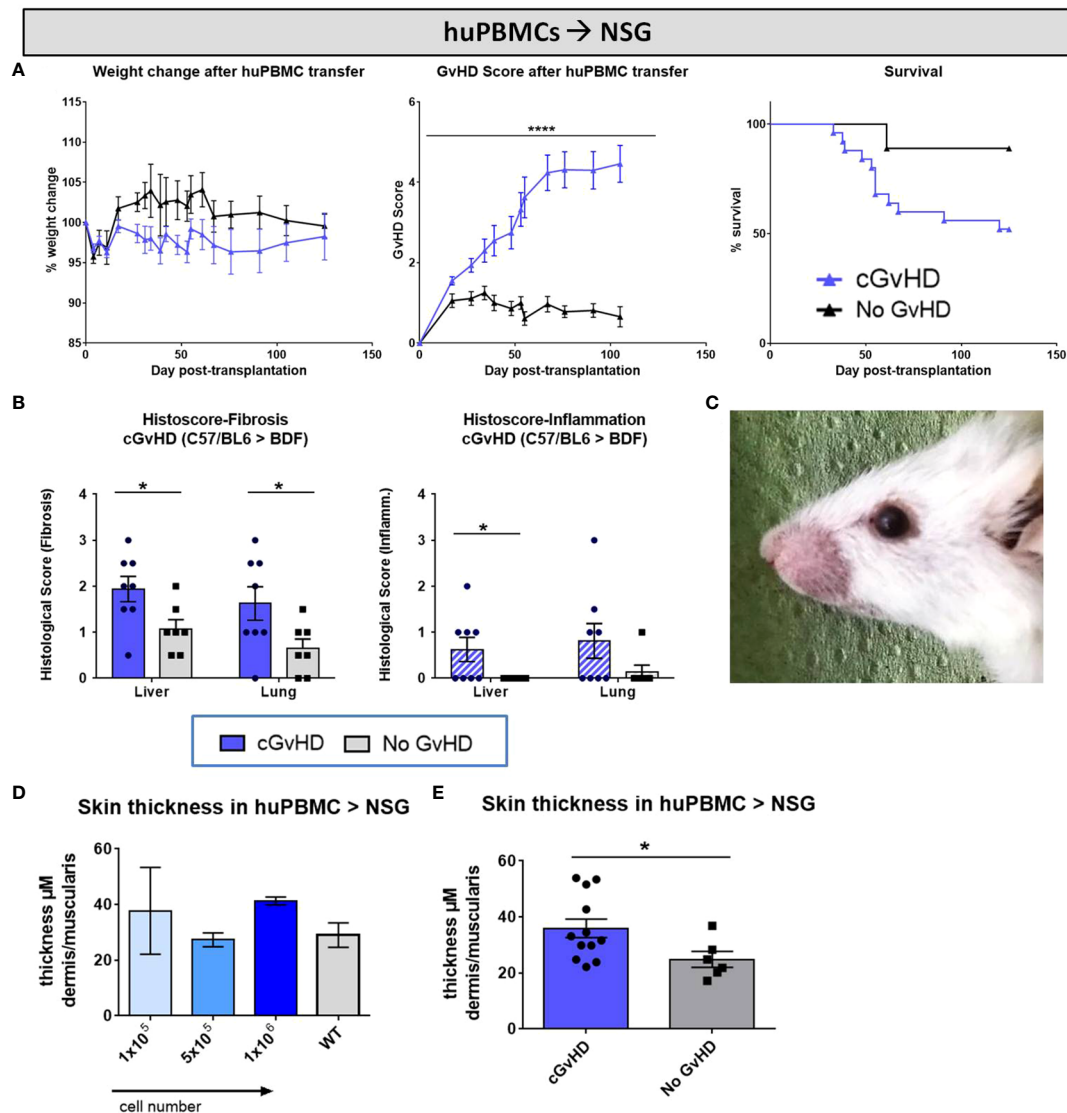 huPBMCs → NSG
A
Weight change after huPBMC transfer
115
110
105
100
95
90
85
% weight change
0
50
100
150
Day post-transplantation
GvHD Score after huPBMC transfer
6
4
2
0
GvHD Score
****
0
50
100
150
Day post-transplantation
Survival
100
50
0
% survival
cGvHD
No GvHD
0
50
100
150
Day post-transplantation
B
Histoscore-Fibrosis
cGvHD (C57/BL6 > BDF)
Histological Score (Fibrosis)
4
3
2
1
0
*
*
Liver
Lung
Histoscore-Inflammation
cGvHD (C57/BL6 > BDF)
Histological Score (Inflamm.)
4
3
2
1
0
*
Liver
Lung
cGvHD
No GvHD
C
D
Skin thickness in huPBMC > NSG
thickness µM
dermis/muscularis
60
40
20
0
1x10⁵
5x10⁵
1x10⁶
WT
cell number
E
Skin thickness in huPBMC > NSG
thickness µM
dermis/muscularis
60
40
20
0
*
cGvHD
No GvHD